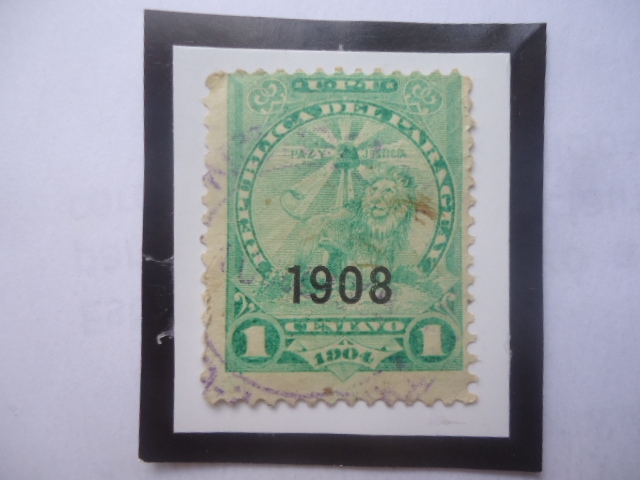 U.P.U
REPUBLICA DEL PARAGUAY
PAZ Y JUSTICIA
1908
1 CENTAVO 1
1904